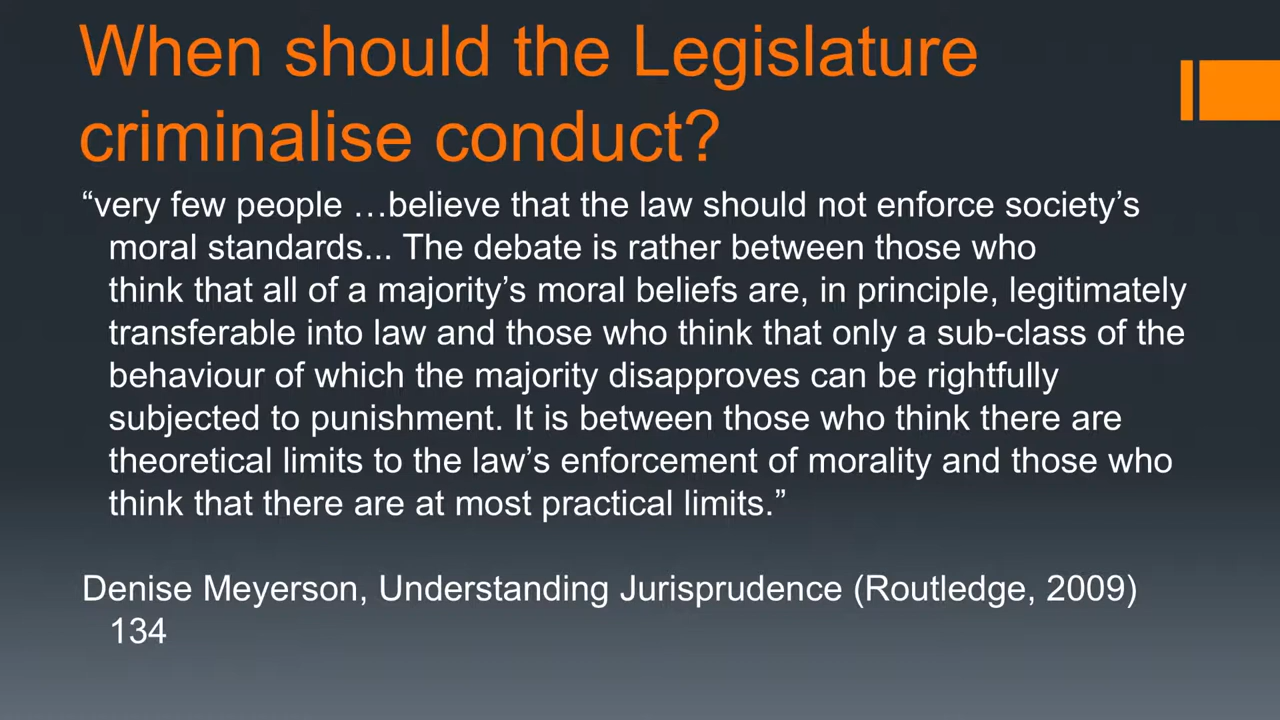 When should the Legislature
criminalise conduct?
“very few people …believe that the law should not enforce society’s
moral standards... The debate is rather between those who
think that all of a majority’s moral beliefs are, in principle, legitimately
transferable into law and those who think that only a sub-class of the
behaviour of which the majority disapproves can be rightfully
subjected to punishment. It is between those who think there are
theoretical limits to the law’s enforcement of morality and those who
think that there are at most practical limits.”
Denise Meyerson, Understanding Jurisprudence (Routledge, 2009)
134